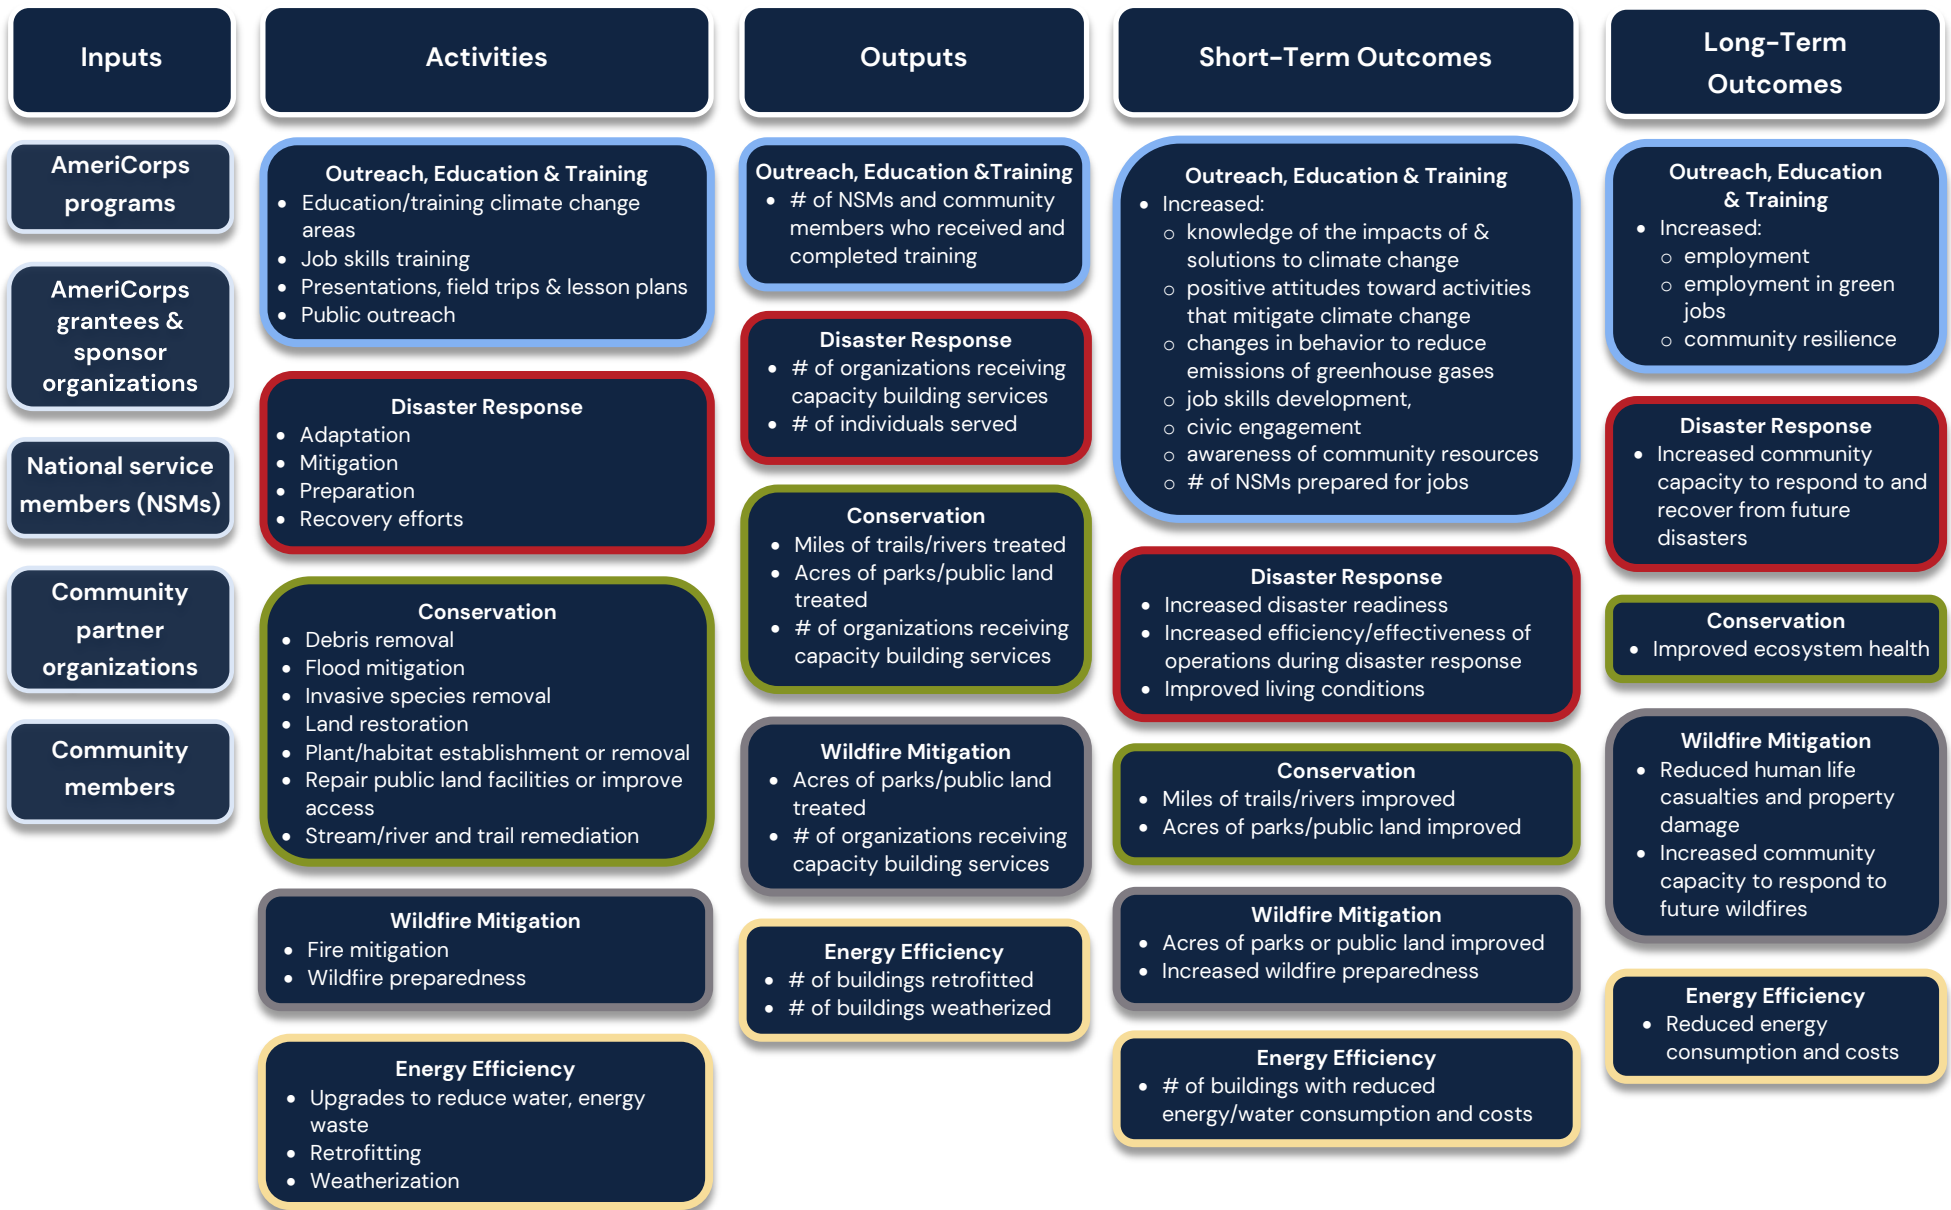 Inputs
AmeriCorps
programs
AmeriCorps
grantees &
sponsor
organizations
National service
members (NSMs)
Community
partner
organizations
Community
members
Activities
Outreach, Education & Training
• Education/training climate change
areas
• Job skills training
• Presentations, field trips & lesson plans
• Public outreach
Disaster Response
• Adaptation
• Mitigation
• Preparation
• Recovery efforts
Conservation
• Debris removal
• Flood mitigation
• Invasive species removal
• Land restoration
• Plant/habitat establishment or removal
• Repair public land facilities or improve
access
• Stream/river and trail remediation
Wildfire Mitigation
• Fire mitigation
• Wildfire preparedness
Energy Efficiency
• Upgrades to reduce water, energy
waste
• Retrofitting
• Weatherization
Outputs
Outreach, Education &Training
• # of NSMs and community
members who received and
completed training
Disaster Response
• # of organizations receiving
capacity building services
• # of individuals served
Conservation
• Miles of trails/rivers treated
• Acres of parks/public land
treated
• # of organizations receiving
capacity building services
Wildfire Mitigation
• Acres of parks/public land
treated
• # of organizations receiving
capacity building services
Energy Efficiency
• # of buildings retrofitted
• # of buildings weatherized
Short-Term Outcomes
Outreach, Education & Training
• Increased:
○ knowledge of the impacts of &
solutions to climate change
○ positive attitudes toward activities
that mitigate climate change
○ changes in behavior to reduce
emissions of greenhouse gases
○ job skills development,
○ civic engagement
○ awareness of community resources
○ # of NSMs prepared for jobs
Disaster Response
• Increased disaster readiness
• Increased efficiency/effectiveness of
operations during disaster response
• Improved living conditions
Conservation
• Miles of trails/rivers improved
• Acres of parks/public land improved
Wildfire Mitigation
• Acres of parks or public land improved
• Increased wildfire preparedness
Energy Efficiency
• # of buildings with reduced
energy/water consumption and costs
Long-Term
Outcomes
Outreach, Education
& Training
• Increased:
○ employment
○ employment in green
jobs
○ community resilience
Disaster Response
• Increased community
capacity to respond to and
recover from future
disasters
Conservation
• Improved ecosystem health
Wildfire Mitigation
• Reduced human life
casualties and property
damage
• Increased community
capacity to respond to
future wildfires
Energy Efficiency
• Reduced energy
consumption and costs